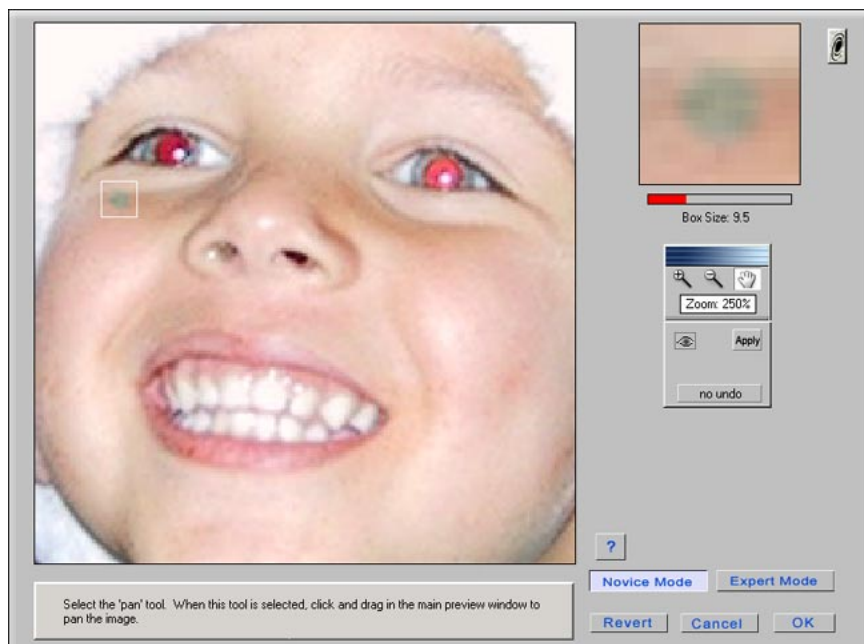 Box Size: 9.5
Zoom: 250%
Apply
no undo
?
Novice Mode Expert Mode
Select the 'pan' tool. When this tool is selected, click and drag in the main preview window to
pan the image.
Revert Cancel OK